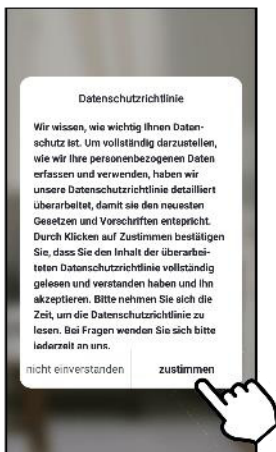 Datenschutzrichtlinie
Wir wissen, wie wichtig Ihnen Daten-
schutz ist. Um vollständig darzustellen,
wie wir Ihre personenbezogenen Daten
erfassen und verwenden, haben wir
unsere Datenschutzrichtlinie detailliert
überarbeitet, damit sie den neuesten
Gesetzen und Vorschriften entspricht.
Durch Klicken auf Zustimmen bestätigen
Sie, dass Sie den Inhalt der überarbei-
teten Datenschutzrichtlinie vollständig
gelesen und verstanden haben und ihn
akzeptieren. Bitte nehmen Sie sich die
Zeit, um die Datenschutzrichtlinie zu
lesen. Bei Fragen wenden Sie sich bitte
jederzeit an uns.
nicht einverstanden zustimmen